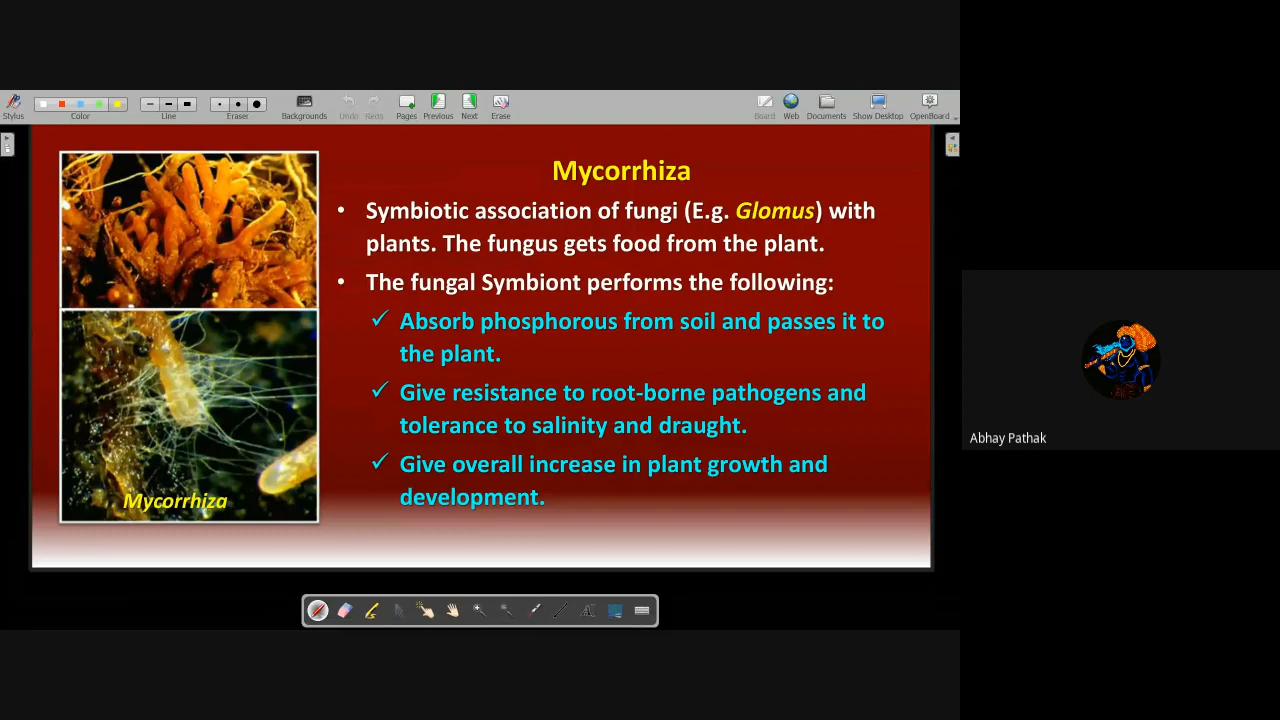 Stylus
Color
Line
Eraser
Backgrounds
Undo
Redo
Pages
Previous
Next
Erase
Board
Web
Documents
Show Desktop
OpenBoard
Mycorrhiza
• Symbiotic association of fungi (E.g. Glomus) with
plants. The fungus gets food from the plant.
• The fungal Symbiont performs the following:
✓ Absorb phosphorous from soil and passes it to
the plant.
✓ Give resistance to root-borne pathogens and
tolerance to salinity and draught.
✓ Give overall increase in plant growth and
development.
Mycorrhiza
Abhay Pathak